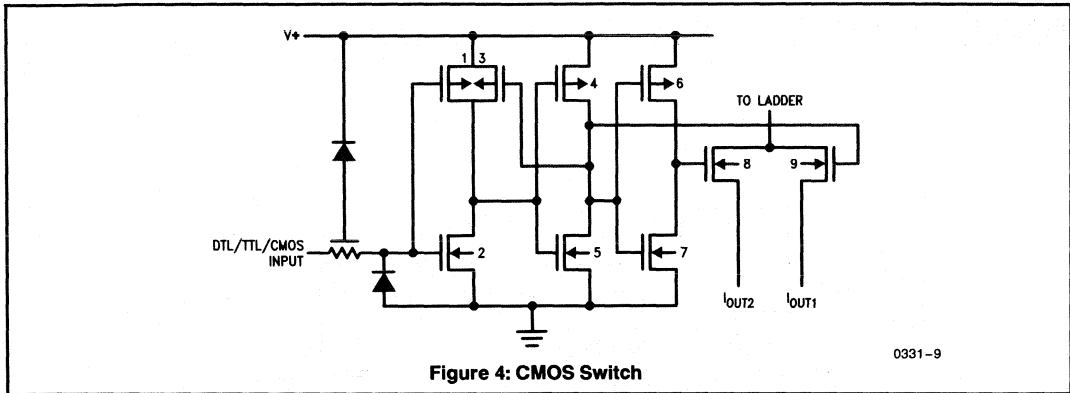 V+
1 3
4
6
TO LADDER
8
9
DTL/TTL/CMOS
INPUT
2
5
7
IOUT2
IOUT1
0331-9
Figure 4: CMOS Switch